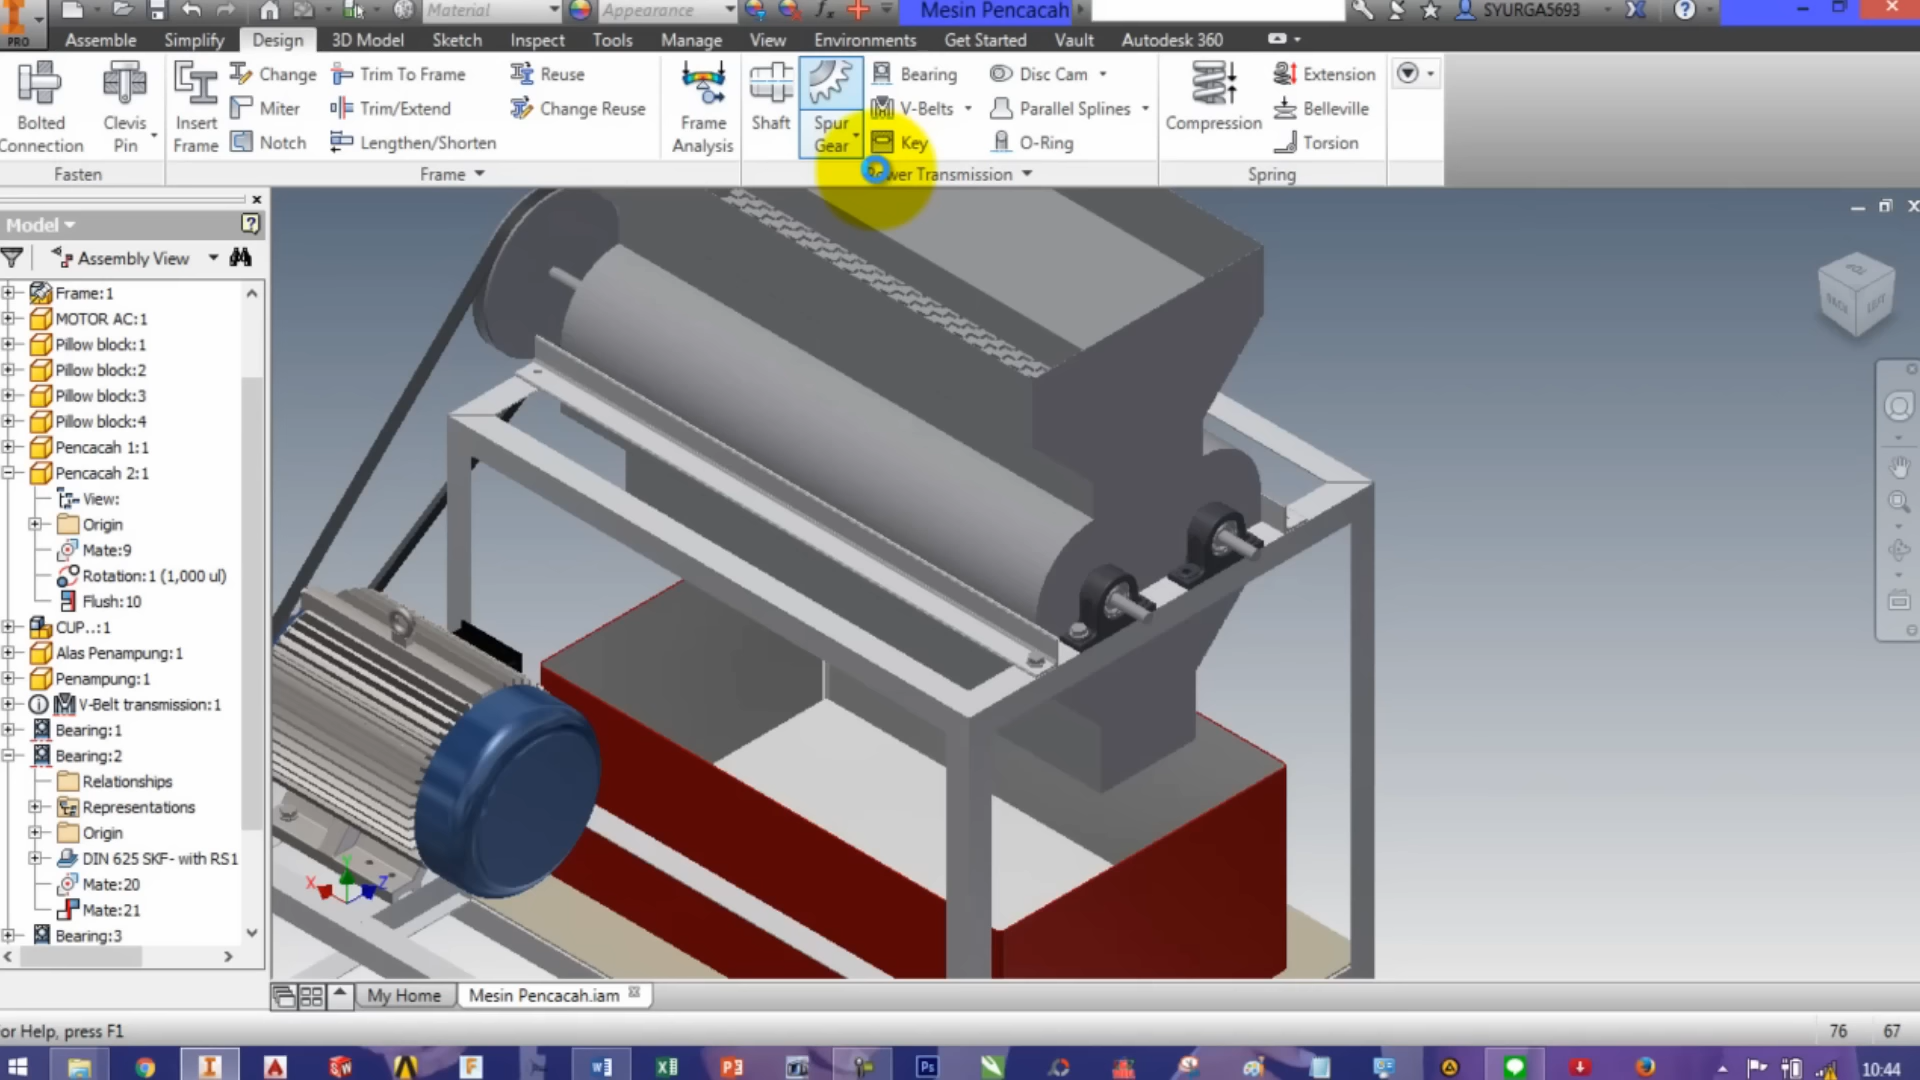 Material
Appearance
Mesin Pencacah
SYURGA5693
PRO
Assemble
Simplify
Design
3D Model
Sketch
Inspect
Tools
Manage
View
Environments
Get Started
Vault
Autodesk 360
Bolted
Connection
Clevis
Pin
Insert
Frame
Change
Miter
Notch
Trim To Frame
Trim/Extend
Lengthen/Shorten
Reuse
Change Reuse
Frame
Analysis
Shaft
Spur
Gear
Bearing
V-Belts
Key
Disc Cam
Parallel Splines
O-Ring
Compression
Extension
Belleville
Torsion
Fasten
Frame
Power Transmission
Spring
Model
Assembly View
Frame:1
MOTOR AC:1
Pillow block:1
Pillow block:2
Pillow block:3
Pillow block:4
Pencacah 1:1
Pencacah 2:1
View:
Origin
Mate:9
Rotation:1 (1,000 ul)
Flush:10
CUP..:1
Alas Penampung:1
Penampung:1
V-Belt transmission:1
Bearing:1
Bearing:2
Relationships
Representations
Origin
DIN 625 SKF- with RS1
Mate:20
Mate:21
Bearing:3
BACK
LEFT
X
Y
Z
My Home
Mesin Pencacah.iam
or Help, press F1
76
67
10:44